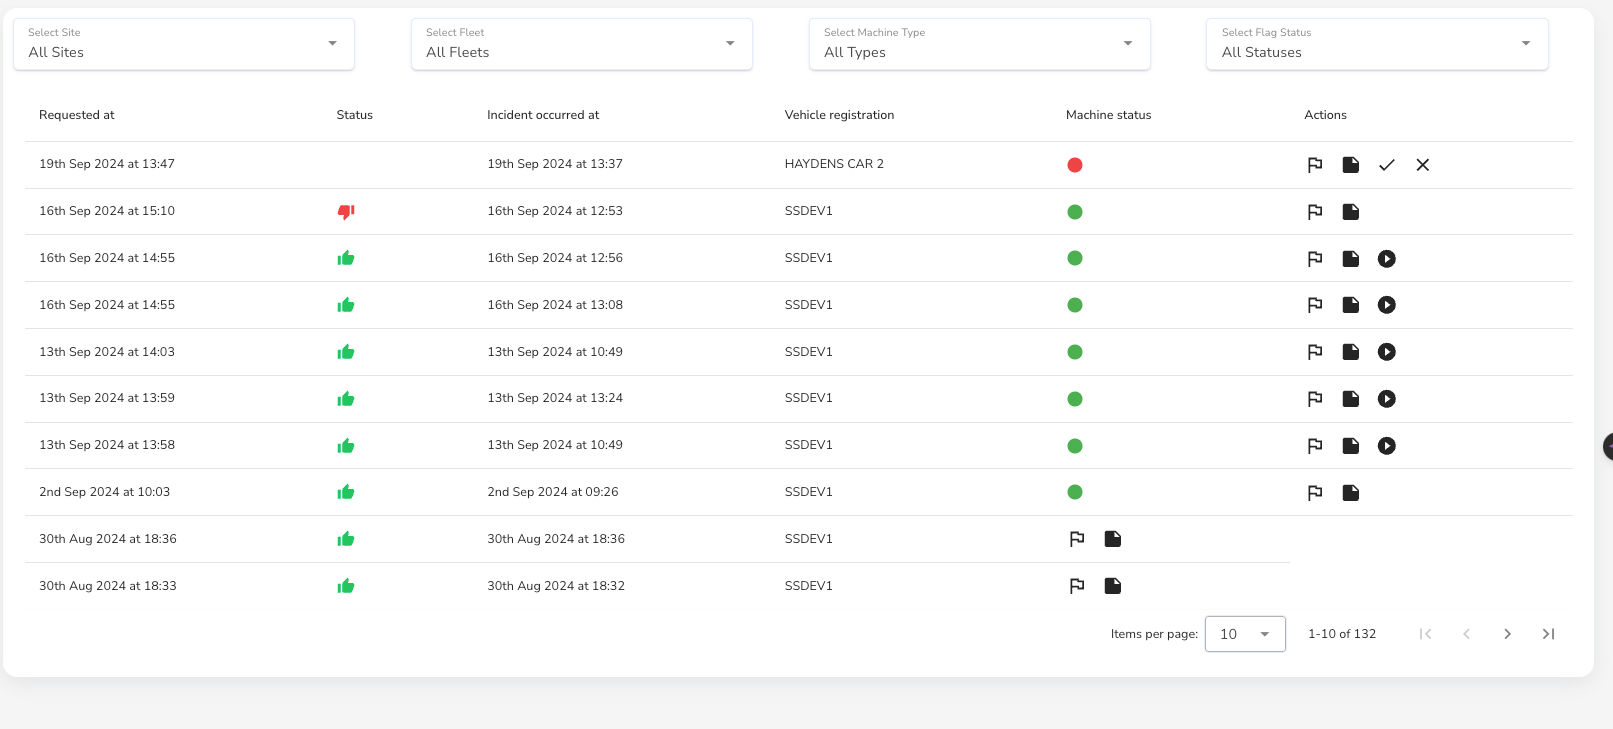 Select Site
All Sites
Select Fleet
All Fleets
Select Machine Type
All Types
Select Flag Status
All Statuses
Requested at Status Incident occurred at Vehicle registration Machine status Actions
19th Sep 2024 at 13:47 19th Sep 2024 at 13:37 HAYDENS CAR 2
16th Sep 2024 at 15:10 16th Sep 2024 at 12:53 SSDEV1
16th Sep 2024 at 14:55 16th Sep 2024 at 12:56 SSDEV1
16th Sep 2024 at 14:55 16th Sep 2024 at 13:08 SSDEV1
13th Sep 2024 at 14:03 13th Sep 2024 at 10:49 SSDEV1
13th Sep 2024 at 13:59 13th Sep 2024 at 13:24 SSDEV1
13th Sep 2024 at 13:58 13th Sep 2024 at 10:49 SSDEV1
2nd Sep 2024 at 10:03 2nd Sep 2024 at 09:26 SSDEV1
30th Aug 2024 at 18:36 30th Aug 2024 at 18:36 SSDEV1
30th Aug 2024 at 18:33 30th Aug 2024 at 18:32 SSDEV1
Items per page: 10 1-10 of 132